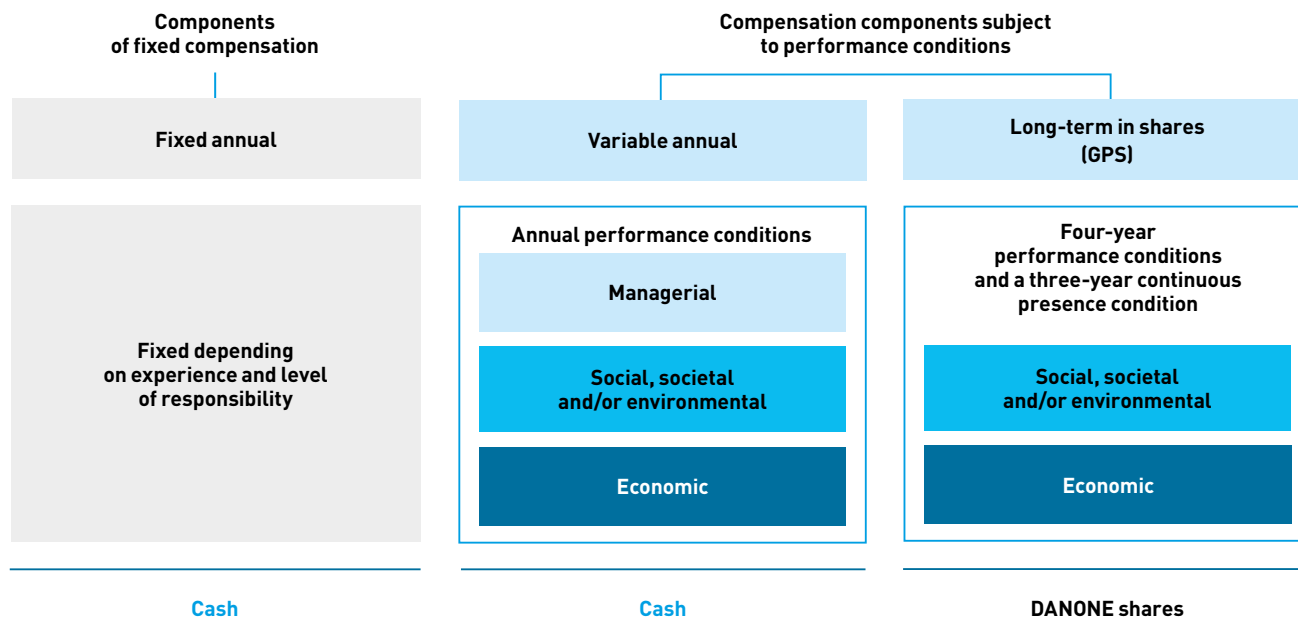 Components
of fixed compensation
Compensation components subject
to performance conditions
Fixed annual
Variable annual
Long-term in shares
(GPS)
Fixed depending
on experience and level
of responsibility
Annual performance conditions
Managerial
Social, societal
and/or environmental
Economic
Four-year
performance conditions
and a three-year continuous
presence condition
Social, societal
and/or environmental
Economic
Cash
Cash
DANONE shares